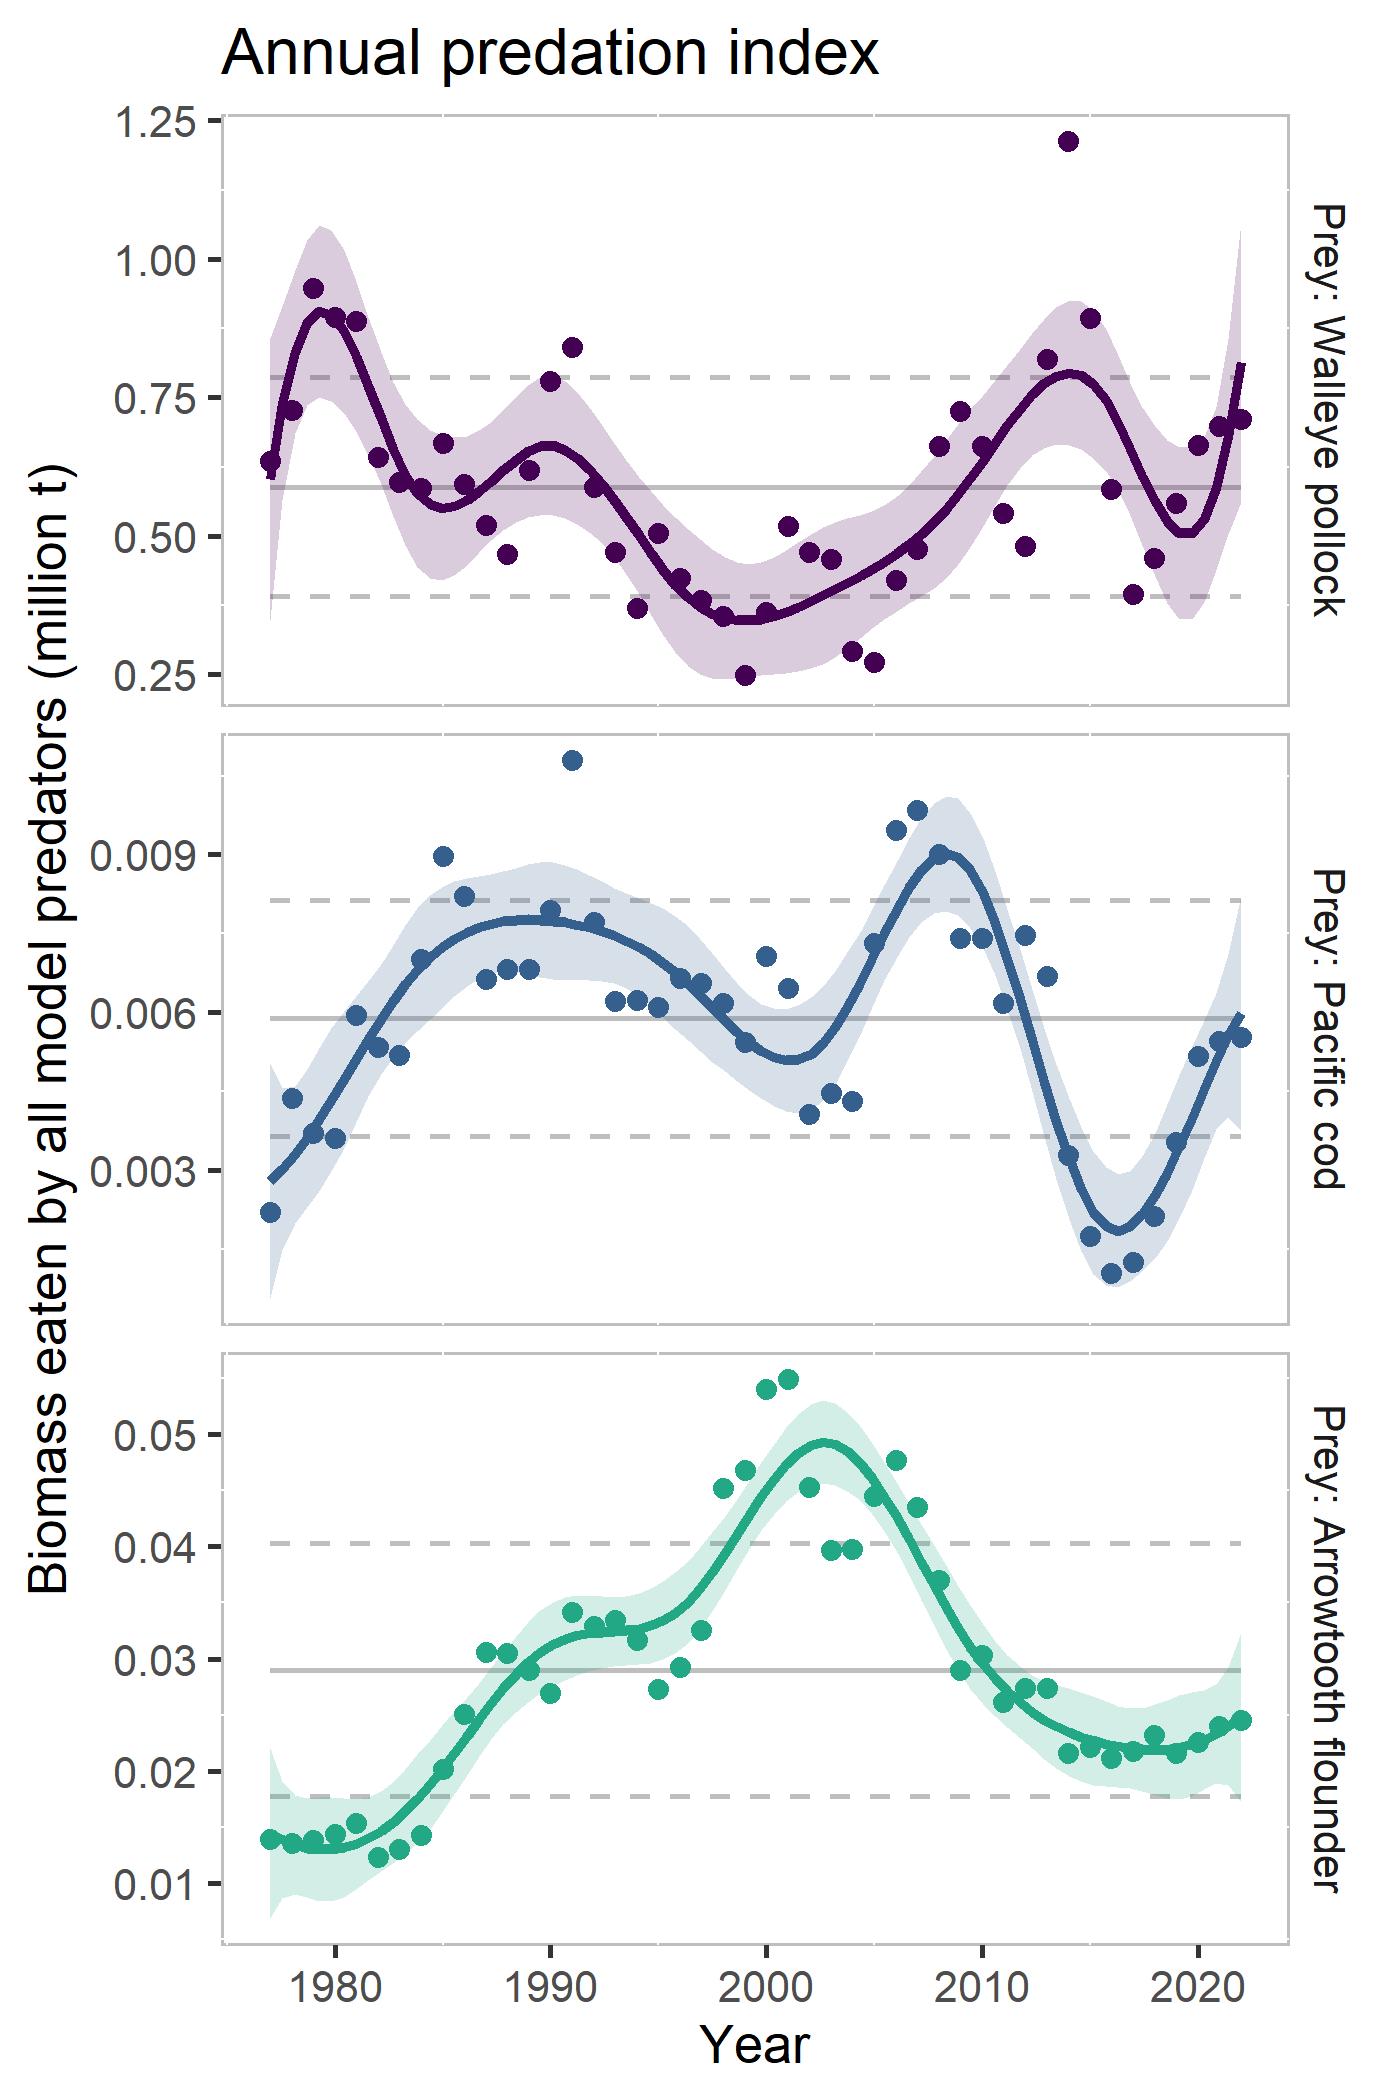 Annual predation index
Biomass eaten by all model predators (million t)
1.25
1.00
0.75
0.50
0.25
Prey: Walleye pollock
0.009
0.006
0.003
Prey: Pacific cod
0.05
0.04
0.03
0.02
0.01
Prey: Arrowtooth flounder
1980 1990 2000 2010 2020
Year